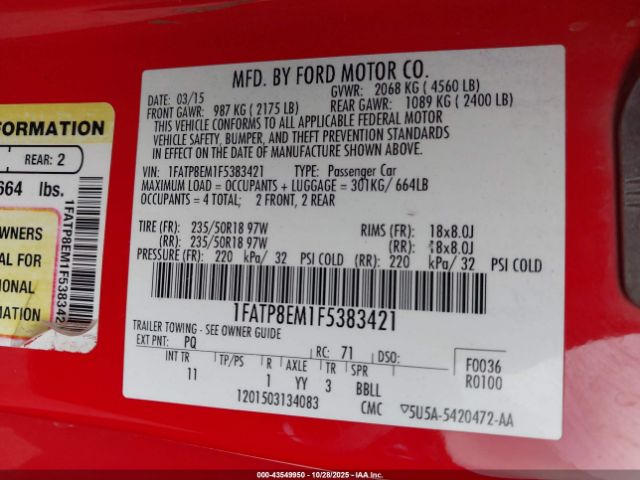 MFD. BY FORD MOTOR CO.
DATE: 03/15 GVWR: 2068 KG ( 4560 LB)
FRONT GAWR: 987 KG ( 2175 LB) REAR GAWR: 1089 KG ( 2400 LB)
THIS VEHICLE CONFORMS TO ALL APPLICABLE FEDERAL MOTOR
VEHICLE SAFETY, BUMPER, AND THEFT PREVENTION STANDARDS
IN EFFECT ON THE DATE OF MANUFACTURE SHOWN ABOVE.
VIN: 1FATP8EM1F5383421 TYPE: Passenger Car
MAXIMUM LOAD = OCCUPANTS + LUGGAGE = 301KG/ 664LB
OCCUPANTS = 4 TOTAL; 2 FRONT, 2 REAR
TIRE (FR): 235/50R18 97W RIMS (FR): 18x8.0J
(RR): 235/50R18 97W (RR): 18x8.0J
PRESSURE (FR): 220 kPa/ 32 PSI COLD (RR): 220 kPa/ 32 PSI COLD
1FATP8EM1F5383421
TRAILER TOWING - SEE OWNER GUIDE
EXT PNT: PQ RC: 71 DSO: F0036
INT TR TP/PS R AXLE TR SPR R0100
11 1 YY 3 BBLL
1201503134083 CMC ▽5U5A-5420472-AA
FORMATION
REAR: 2
664 lbs.
OWNERS
AL FOR
TIONAL
MATION
1FATP8EM1F5383421
000-43549950 - 10/28/2025 - IAA.com